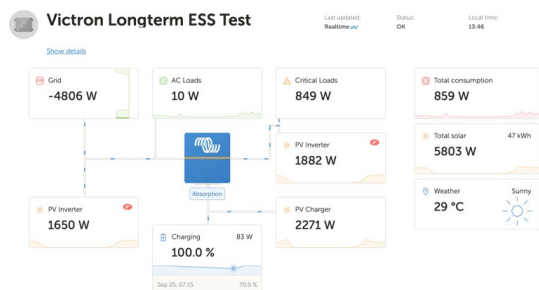 Victron Longterm ESS Test
Last updated:
Realtime
Status:
OK
Local time:
13:46
Show details
Grid
-4806 W
AC Loads
10 W
Critical Loads
849 W
Total consumption
859 W
PV Inverter
1882 W
Total solar 47 kWh
5803 W
Absorption
Weather Sunny
29 °C
PV Inverter
1650 W
PV Charger
2271 W
Charging 83 W
100.0 %
Sep 25, 07:15 70.0 %